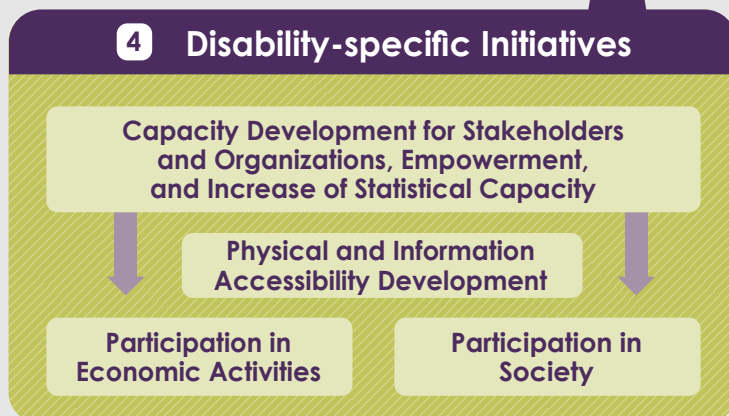 4 Disability-specific Initiatives
Capacity Development for Stakeholders
and Organizations, Empowerment,
and Increase of Statistical Capacity
Physical and Information
Accessibility Development
Participation in
Economic Activities
Participation in
Society